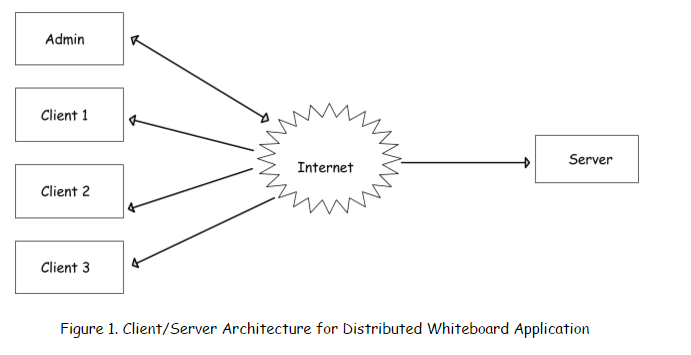 Admin
Client 1
Client 2
Client 3
Internet
Server
Figure 1. Client/Server Architecture for Distributed Whiteboard Application